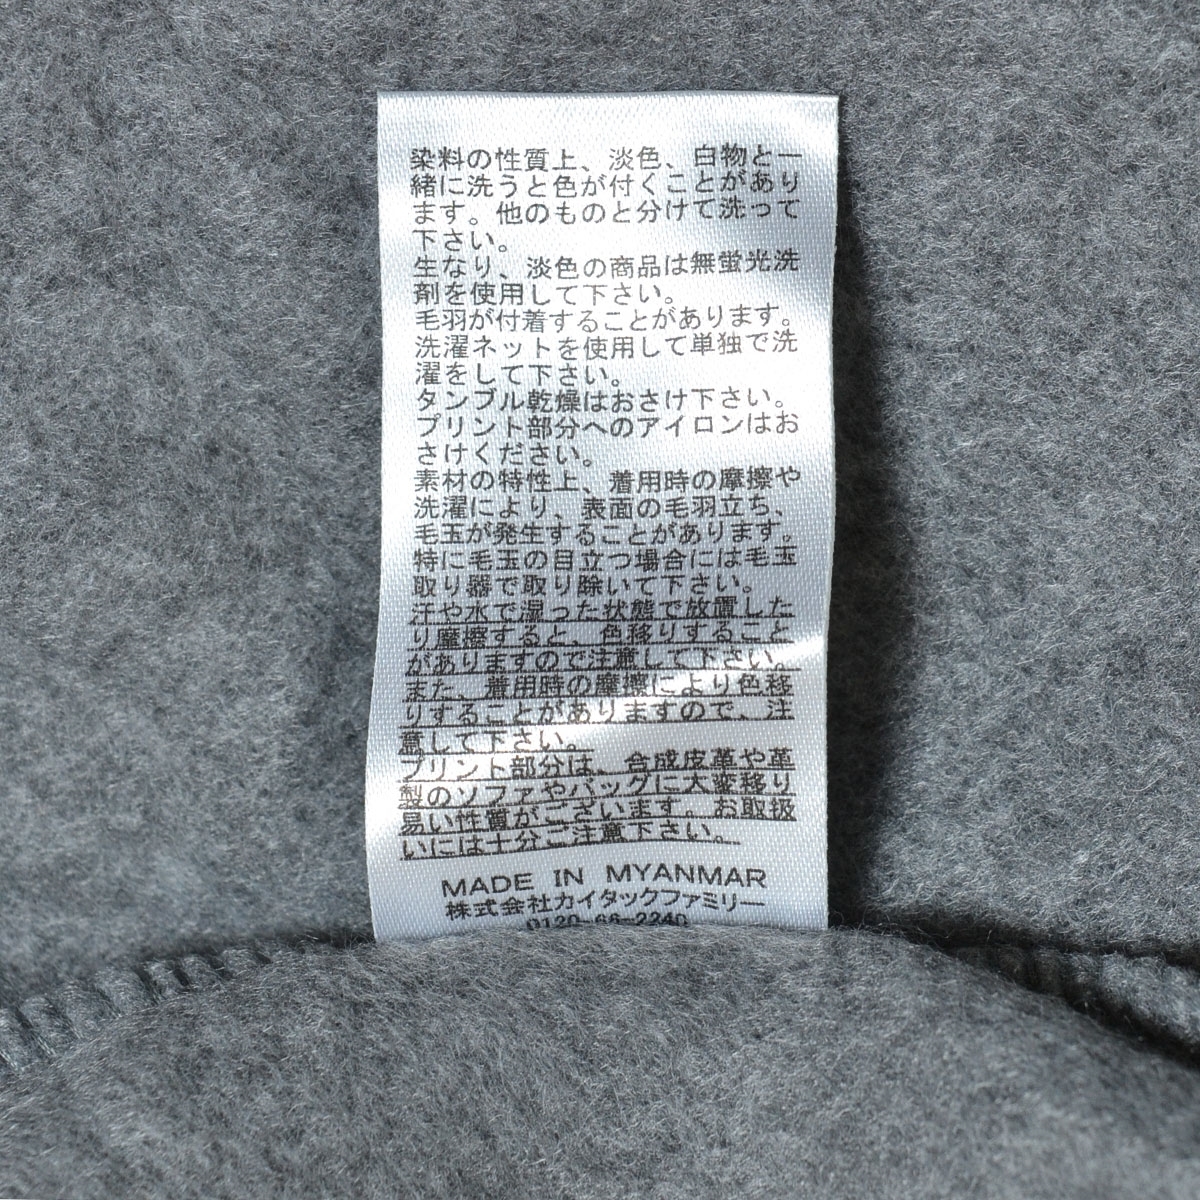 染料の性質上、淡色、白物と一
緒に洗うと色が付くことがあり
ます。他のものと分けて洗って
下さい。
生なり、淡色の商品は無蛍光洗
剤を使用して下さい。
毛羽が付着することがあります。
洗濯ネットを使用して単独で洗
濯をして下さい。
タンブル乾燥はおさけ下さい。
プリント部分へのアイロンはお
さけください。
素材の特性上、着用時の摩擦や
洗濯により、表面の毛羽立ち、
毛玉が発生することがあります。
特に毛玉の目立つ場合には毛玉
取り器で取り除いて下さい。
汗や水で湿った状態で放置した
り摩擦すると、色移りすること
がありますので注意して下さい。
また、着用時の摩擦により色移
りすることがありますので、注
意して下さい。
プリント部分は、合成皮革や革
製のソファやバッグに大変移り
易い性質がございます。お取扱
いには十分ご注意下さい。
MADE IN MYANMAR
株式会社カイタックファミリー
0120-66-2240